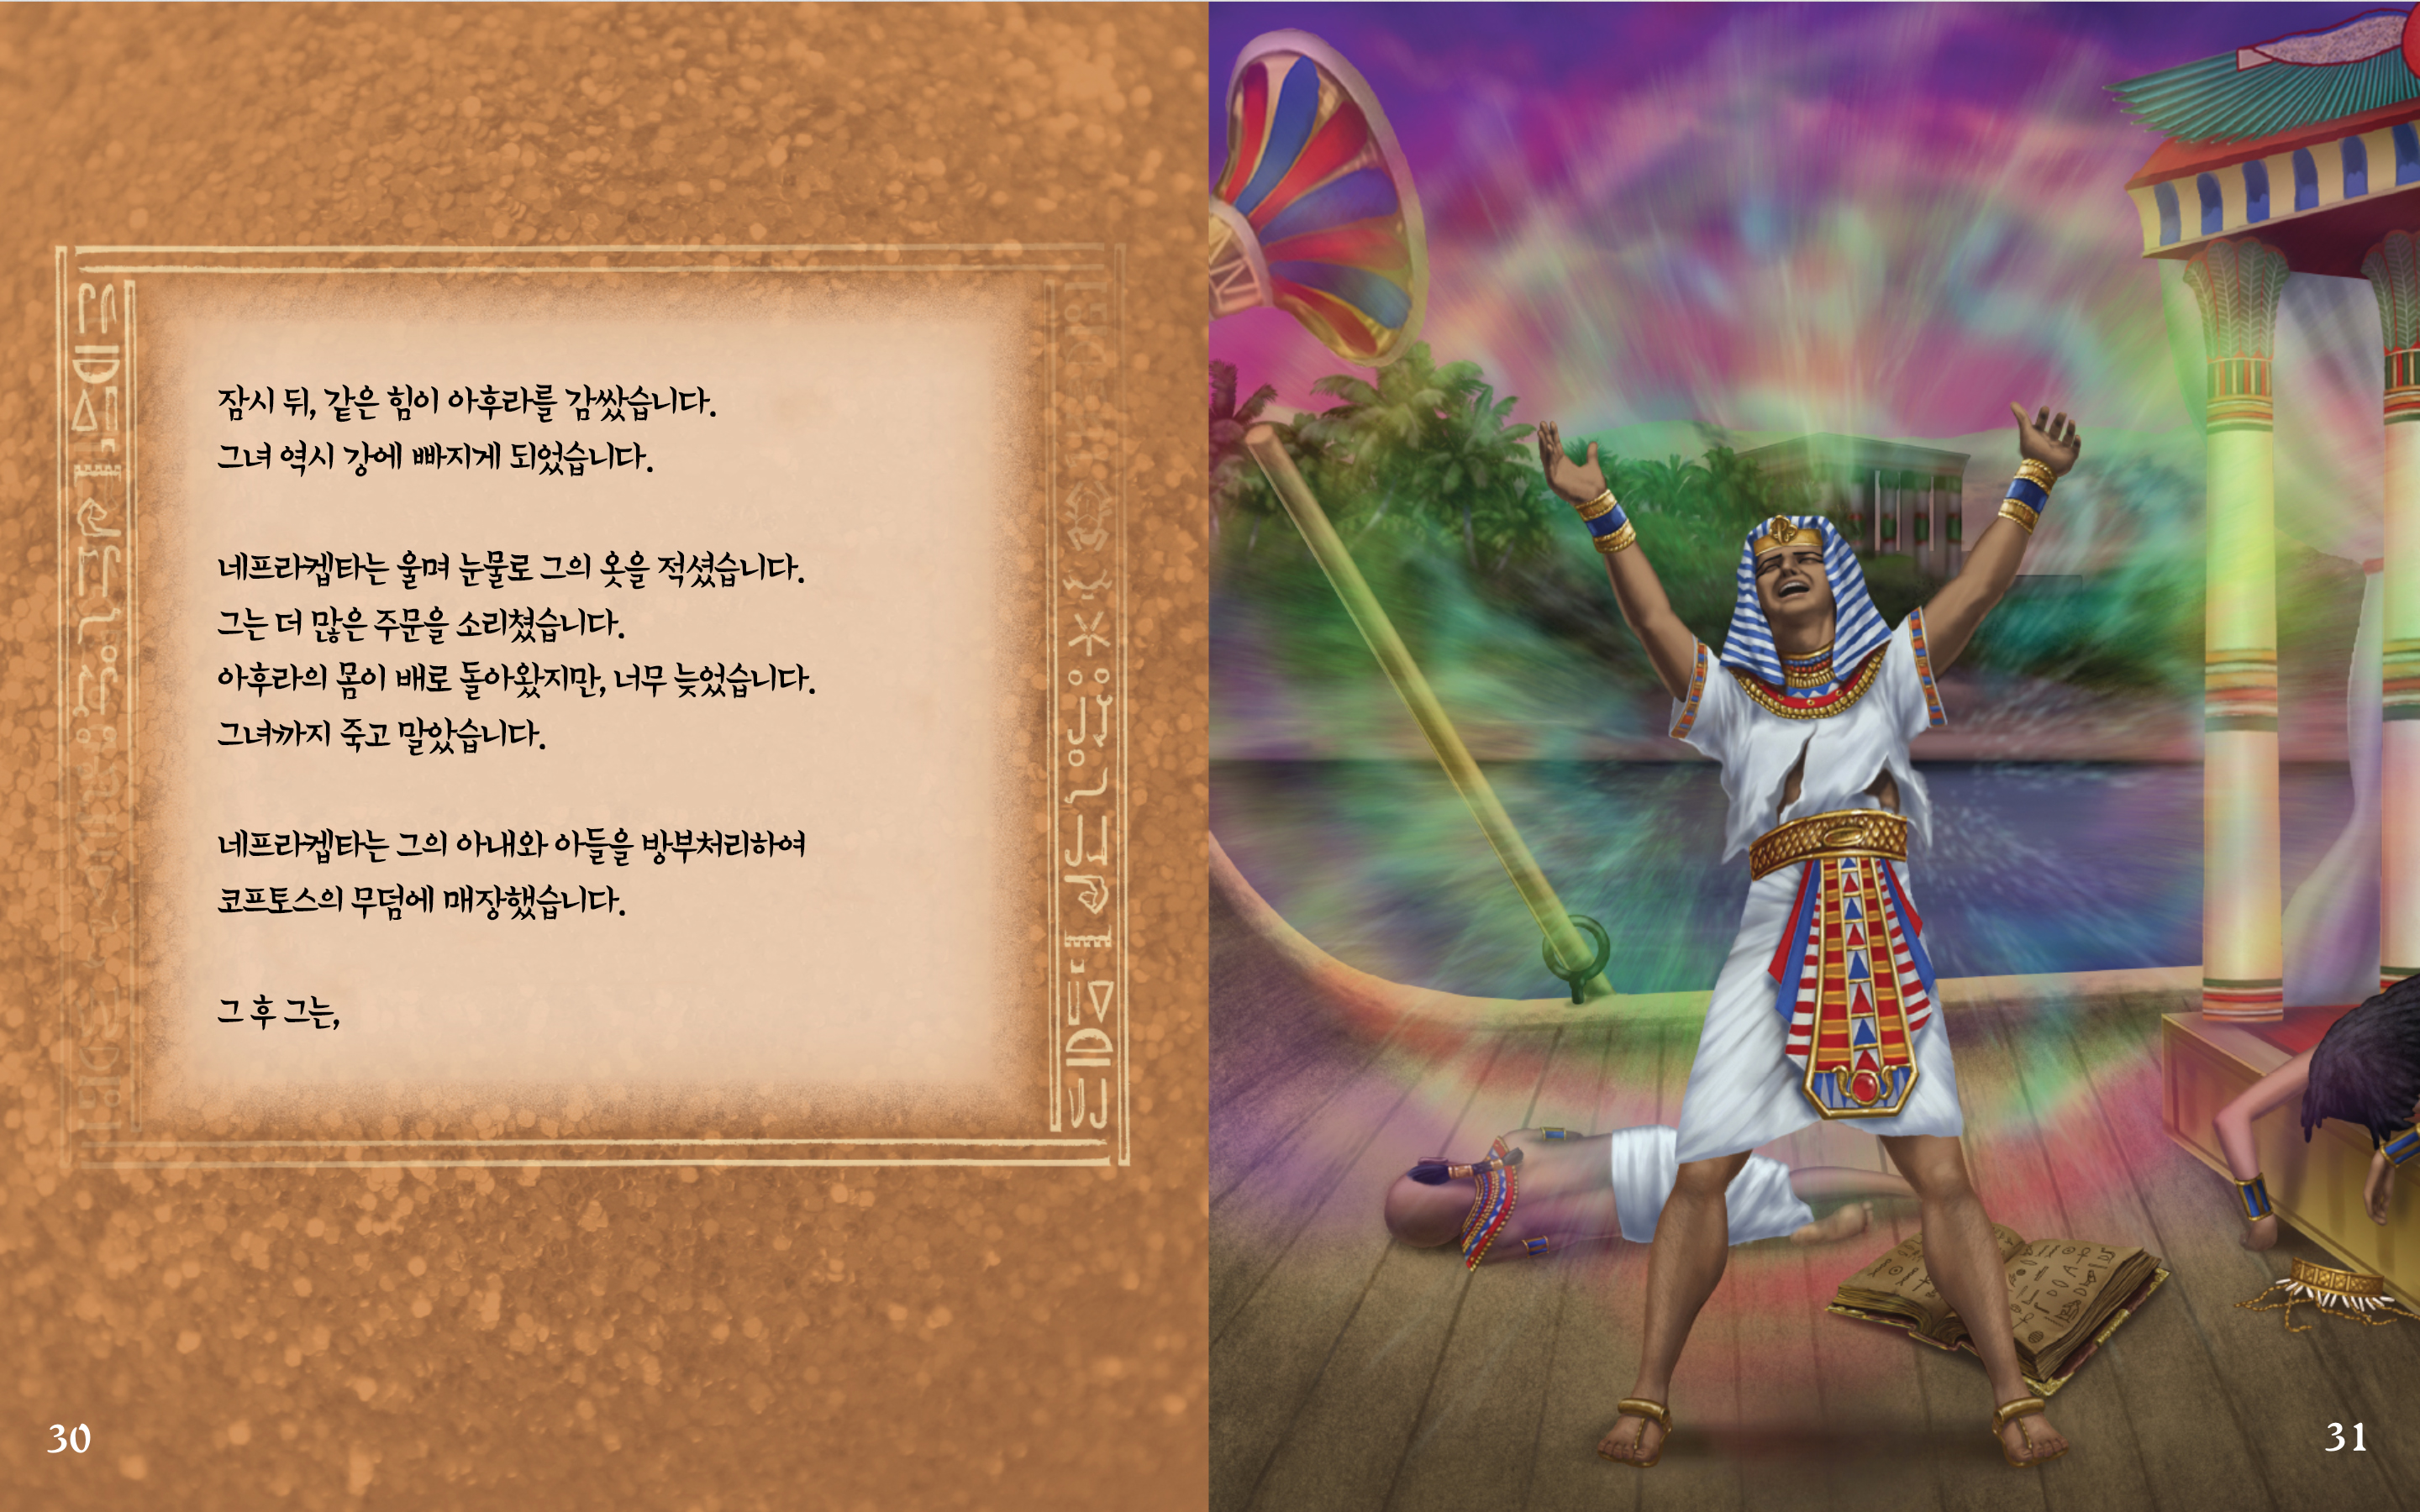 잠시 뒤, 같은 힘이 아후라를 감쌌습니다.
그녀 역시 강에 빠지게 되었습니다.
네프라켑타는 울며 눈물로 그의 옷을 적셨습니다.
그는 더 많은 주문을 소리쳤습니다.
아후라의 몸이 배로 돌아왔지만, 너무 늦었습니다.
그녀까지 죽고 말았습니다.
네프라켑타는 그의 아내와 아들을 방부처리하여
코프토스의 무덤에 매장했습니다.
그 후 그는,
30
31